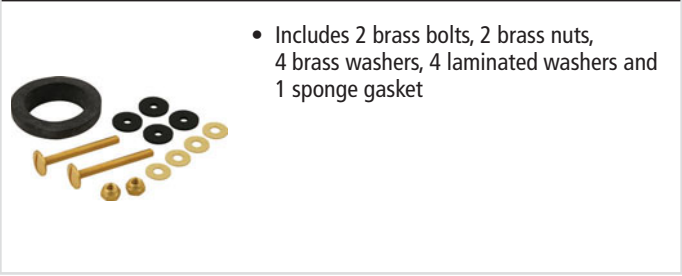 • Includes 2 brass bolts, 2 brass nuts,
4 brass washers, 4 laminated washers and
1 sponge gasket